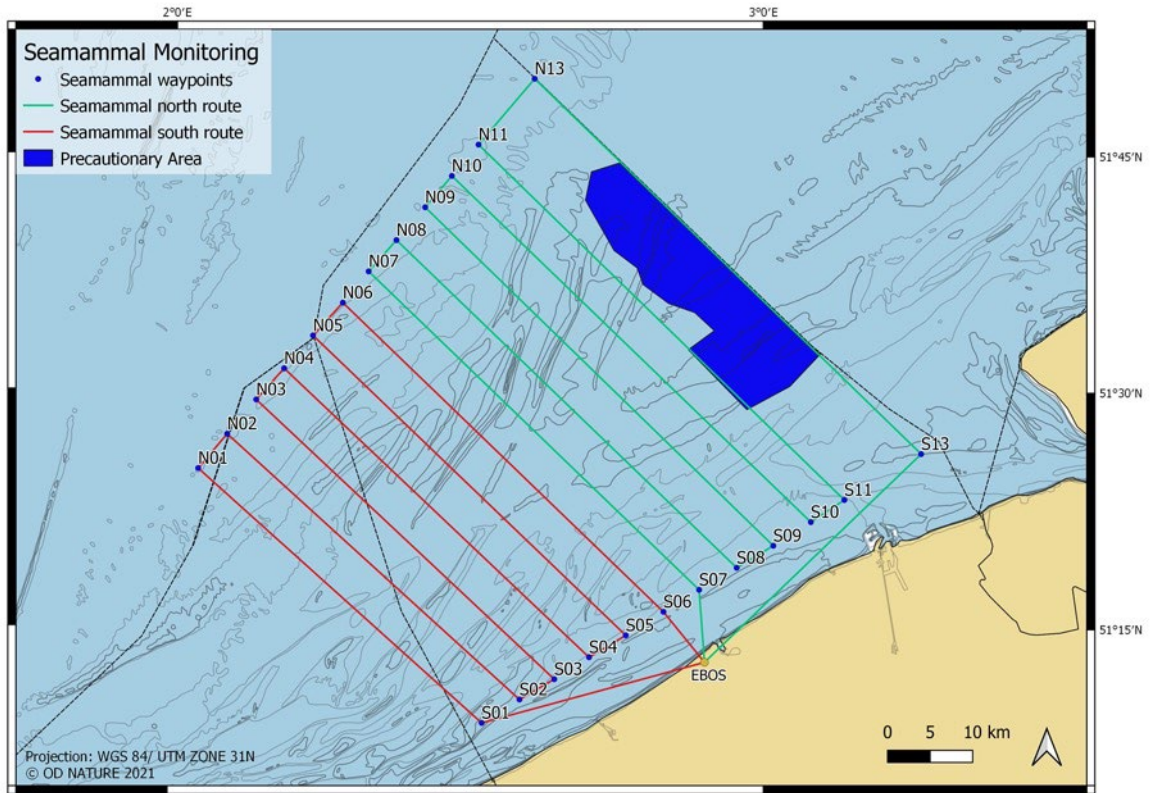 2°0'E
3°0'E
Seamammal Monitoring
Seamammal waypoints
Seamammal north route
Seamammal south route
Precautionary Area
N13
N11
51°45'N
N10
N09
N08
N07
N06
N05
N04
N03
51°30'N
N02
N01
S13
S11
S10
S09
S08
S07
S06
S05
51°15'N
S04
S03
EBOS
S02
S01
0 5 10 km
Projection: WGS 84/ UTM ZONE 31N
© OD NATURE 2021